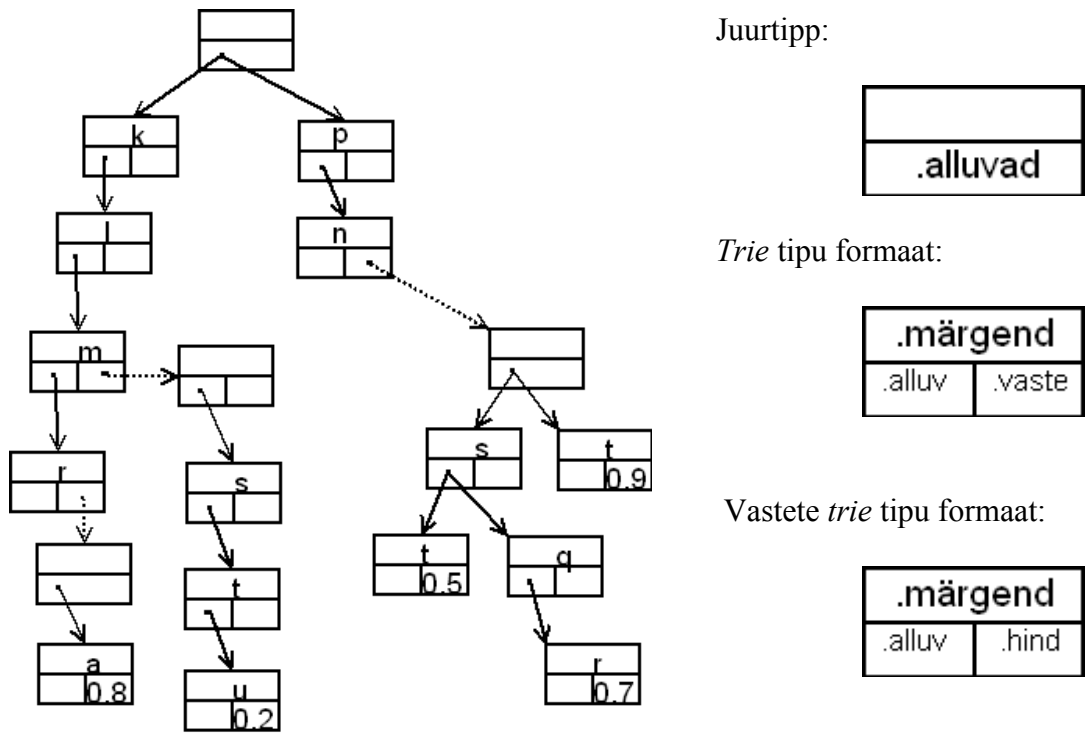 Juurtipp:
.alluvad
k
p
l
n
Trie tipu formaat:
.märgend
.alluv .vaste
m
s
t
0.9
r
s
Vastete trie tipu formaat:
t
0.5
q
t
.märgend
.alluv .hind
a
0.8
u
0.2
r
0.7